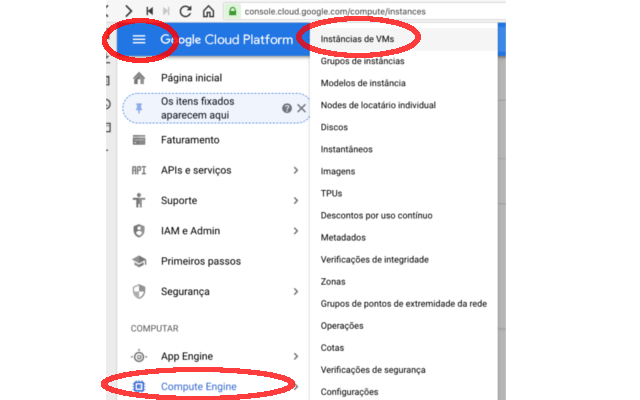 console.cloud.google.com/compute/instances
Google Cloud Platform
Página inicial
Os itens fixados
aparecem aqui
Faturamento
API APIs e serviços
Suporte
IAM e Admin
Primeiros passos
Segurança
COMPUTAR
App Engine
Compute Engine
Instâncias de VMs
Grupos de instâncias
Modelos de instância
Nodes de locatário individual
Discos
Instantâneos
Imagens
TPUs
Descontos por uso contínuo
Metadados
Verificações de integridade
Zonas
Grupos de pontos de extremidade da rede
Operações
Cotas
Verificações de segurança
Configurações